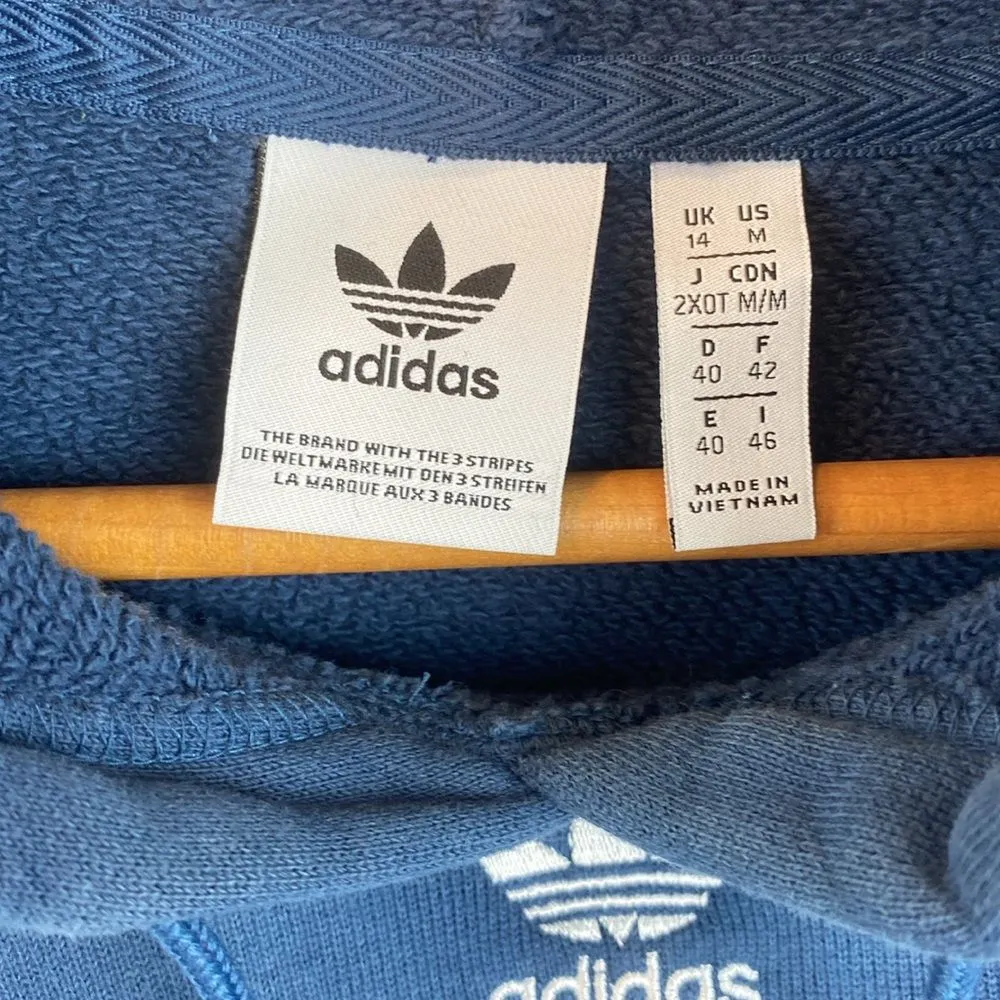 adidas
THE BRAND WITH THE 3 STRIPES
DIE WELTMARKE MIT DEN 3 STREIFEN
LA MARQUE AUX 3 BANDES
UK US
14 M
J CDN
2XOT M/M
D F
40 42
E I
40 46
MADE IN
VIETNAM
adidas